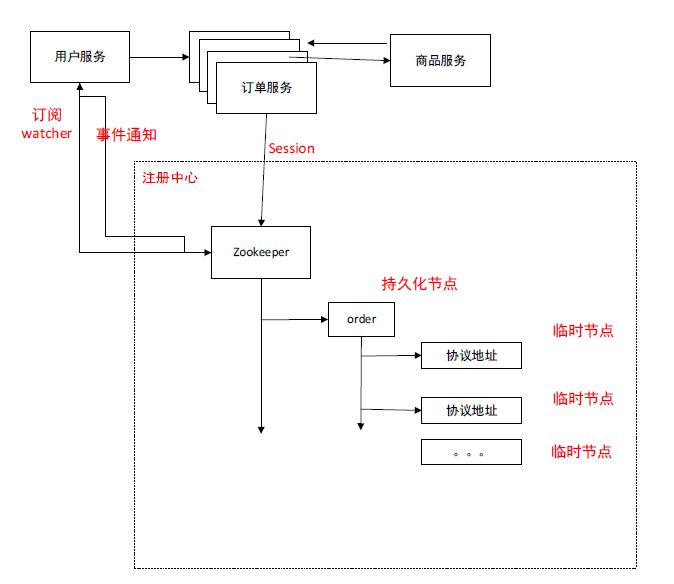 用户服务
订单服务
商品服务
订阅
watcher
事件通知
Session
注册中心
Zookeeper
持久化节点
order
临时节点
协议地址
临时节点
协议地址
临时节点
。。。